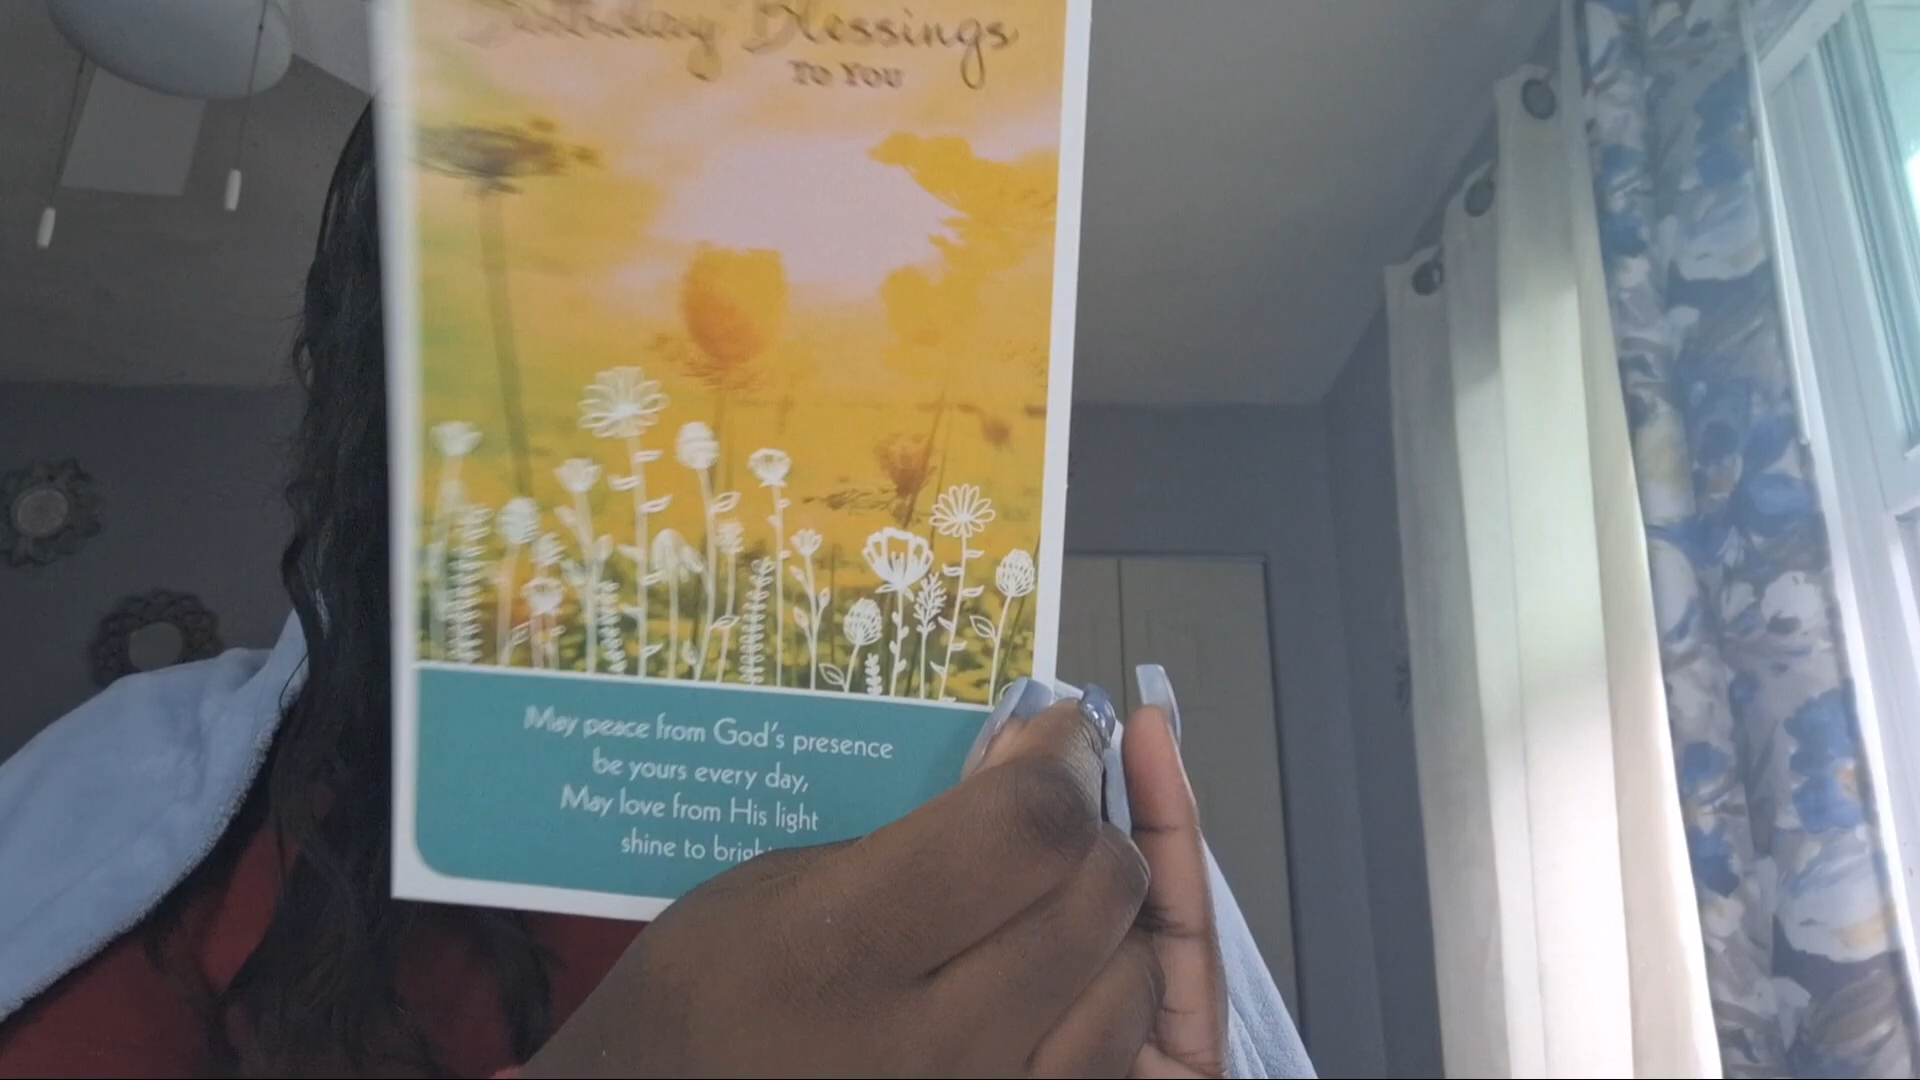 Birthday Blessings
TO YOU
May peace from God's presence
be yours every day,
May love from His light
shine to